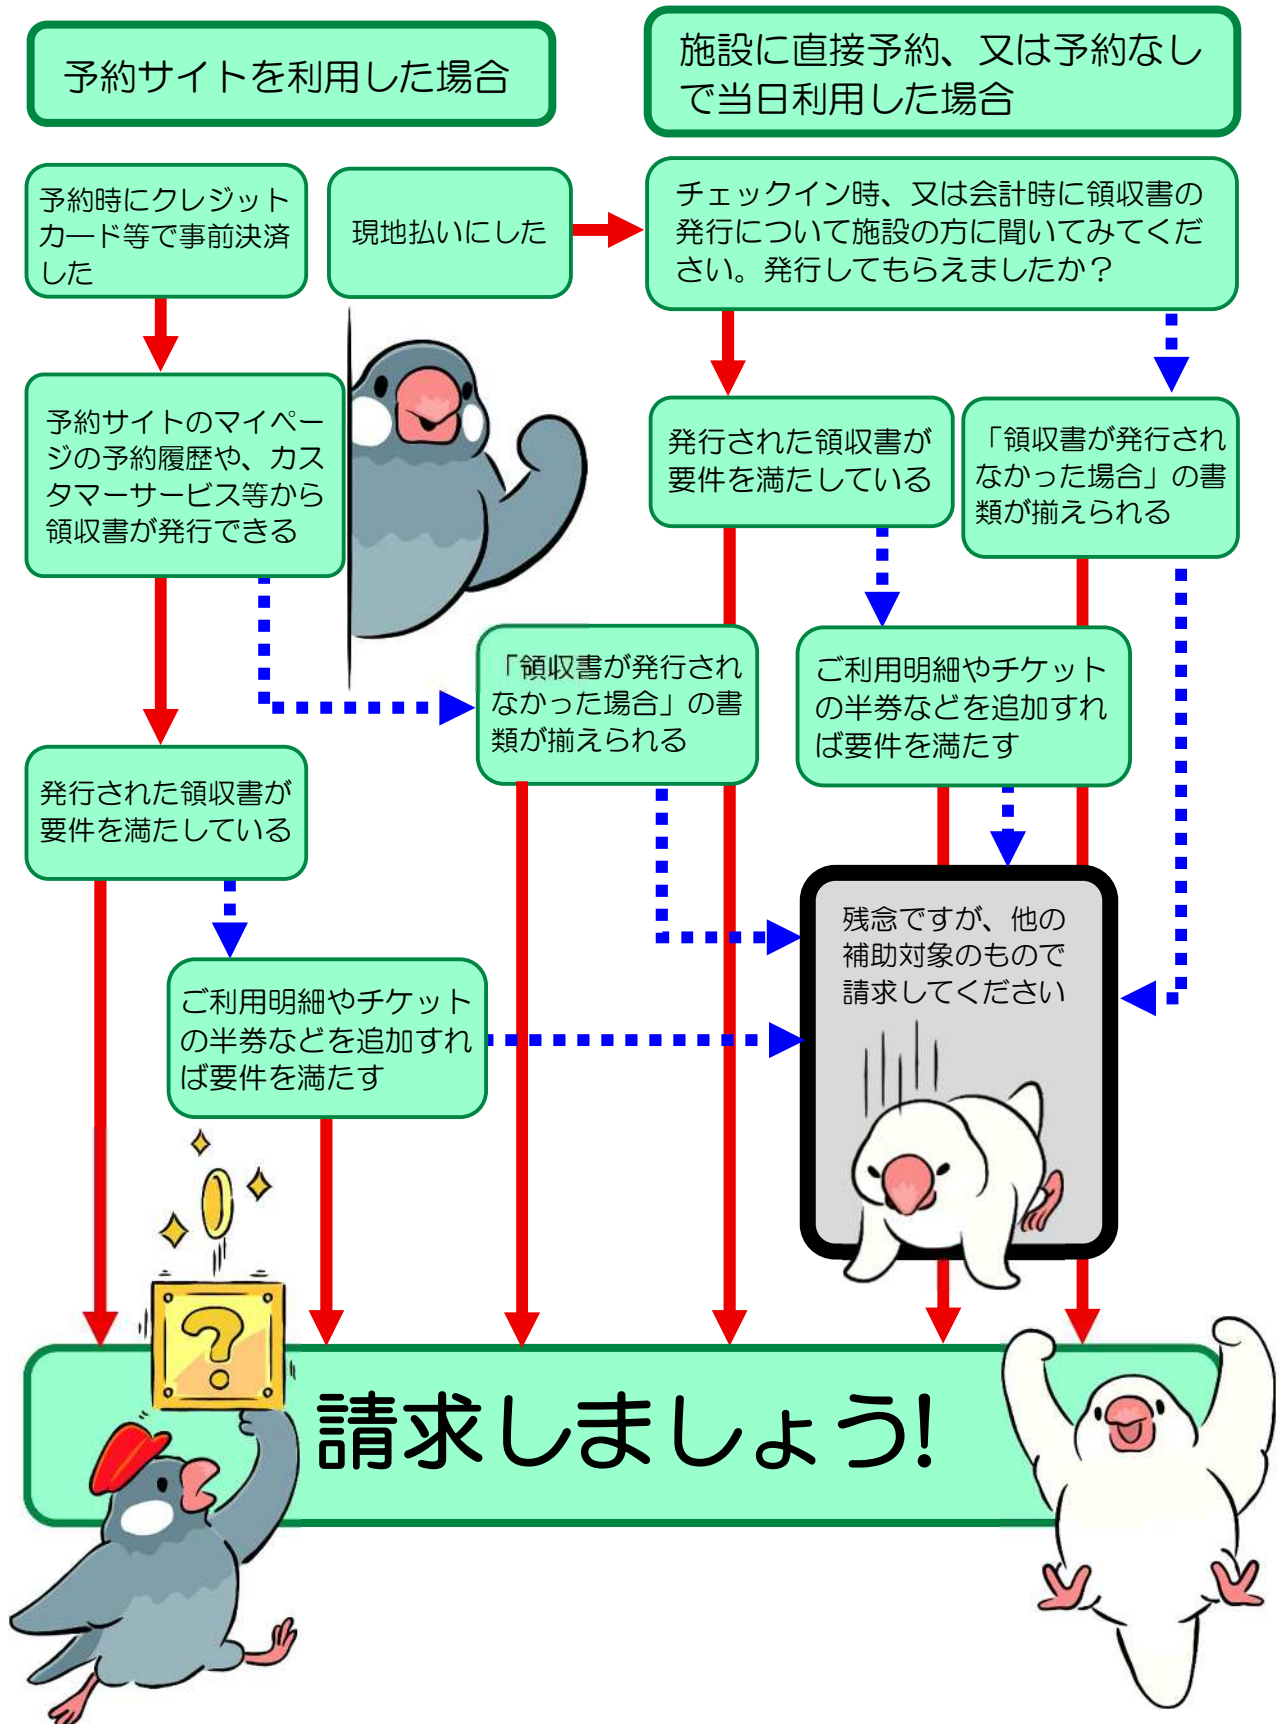 予約サイトを利用した場合
施設に直接予約、又は予約なし
で当日利用した場合
予約時にクレジット
カード等で事前決済
した
現地払いにした
チェックイン時、又は会計時に領収書の
発行について施設の方に聞いてみてくだ
さい。発行してもらえましたか？
予約サイトのマイペー
ジの予約履歴や、カス
タマーサービス等から
領収書が発行できる
発行された領収書が
要件を満たしている
「領収書が発行され
なかった場合」の書
類が揃えられる
「領収書が発行され
なかった場合」の書
類が揃えられる
ご利用明細やチケット
の半券などを追加すれ
ば要件を満たす
発行された領収書が
要件を満たしている
残念ですが、他の
補助対象のもので
請求してください
ご利用明細やチケット
の半券などを追加すれ
ば要件を満たす
?
請求しましょう!